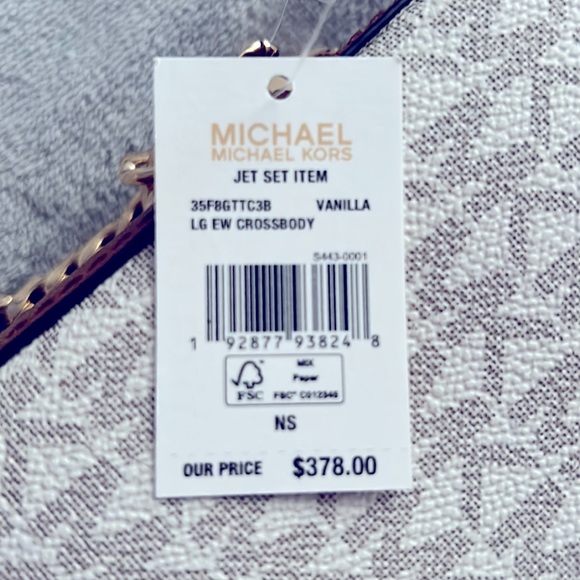 MICHAEL
MICHAEL KORS
JET SET ITEM
35F8GTTC3B VANILLA
LG EW CROSSBODY
S443-0001
1 92877 93824 8
FSC™ MIX
Paper
FSC® C012946
NS
OUR PRICE $378.00